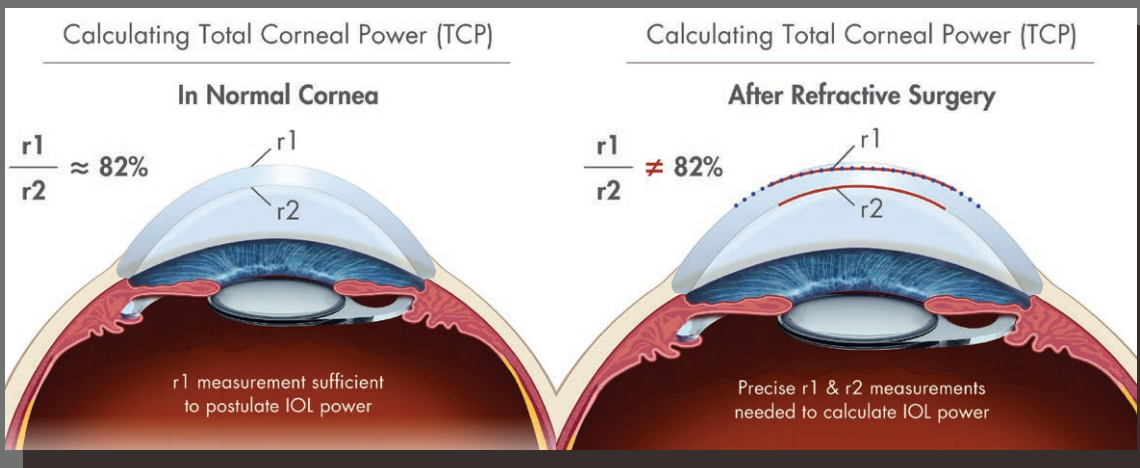 Calculating Total Corneal Power (TCP)
In Normal Cornea
r1
r2
≈ 82%
r1
r2
r1 measurement sufficient
to postulate IOL power
Calculating Total Corneal Power (TCP)
After Refractive Surgery
r1
r2
≠ 82%
r1
r2
Precise r1 & r2 measurements
needed to calculate IOL power